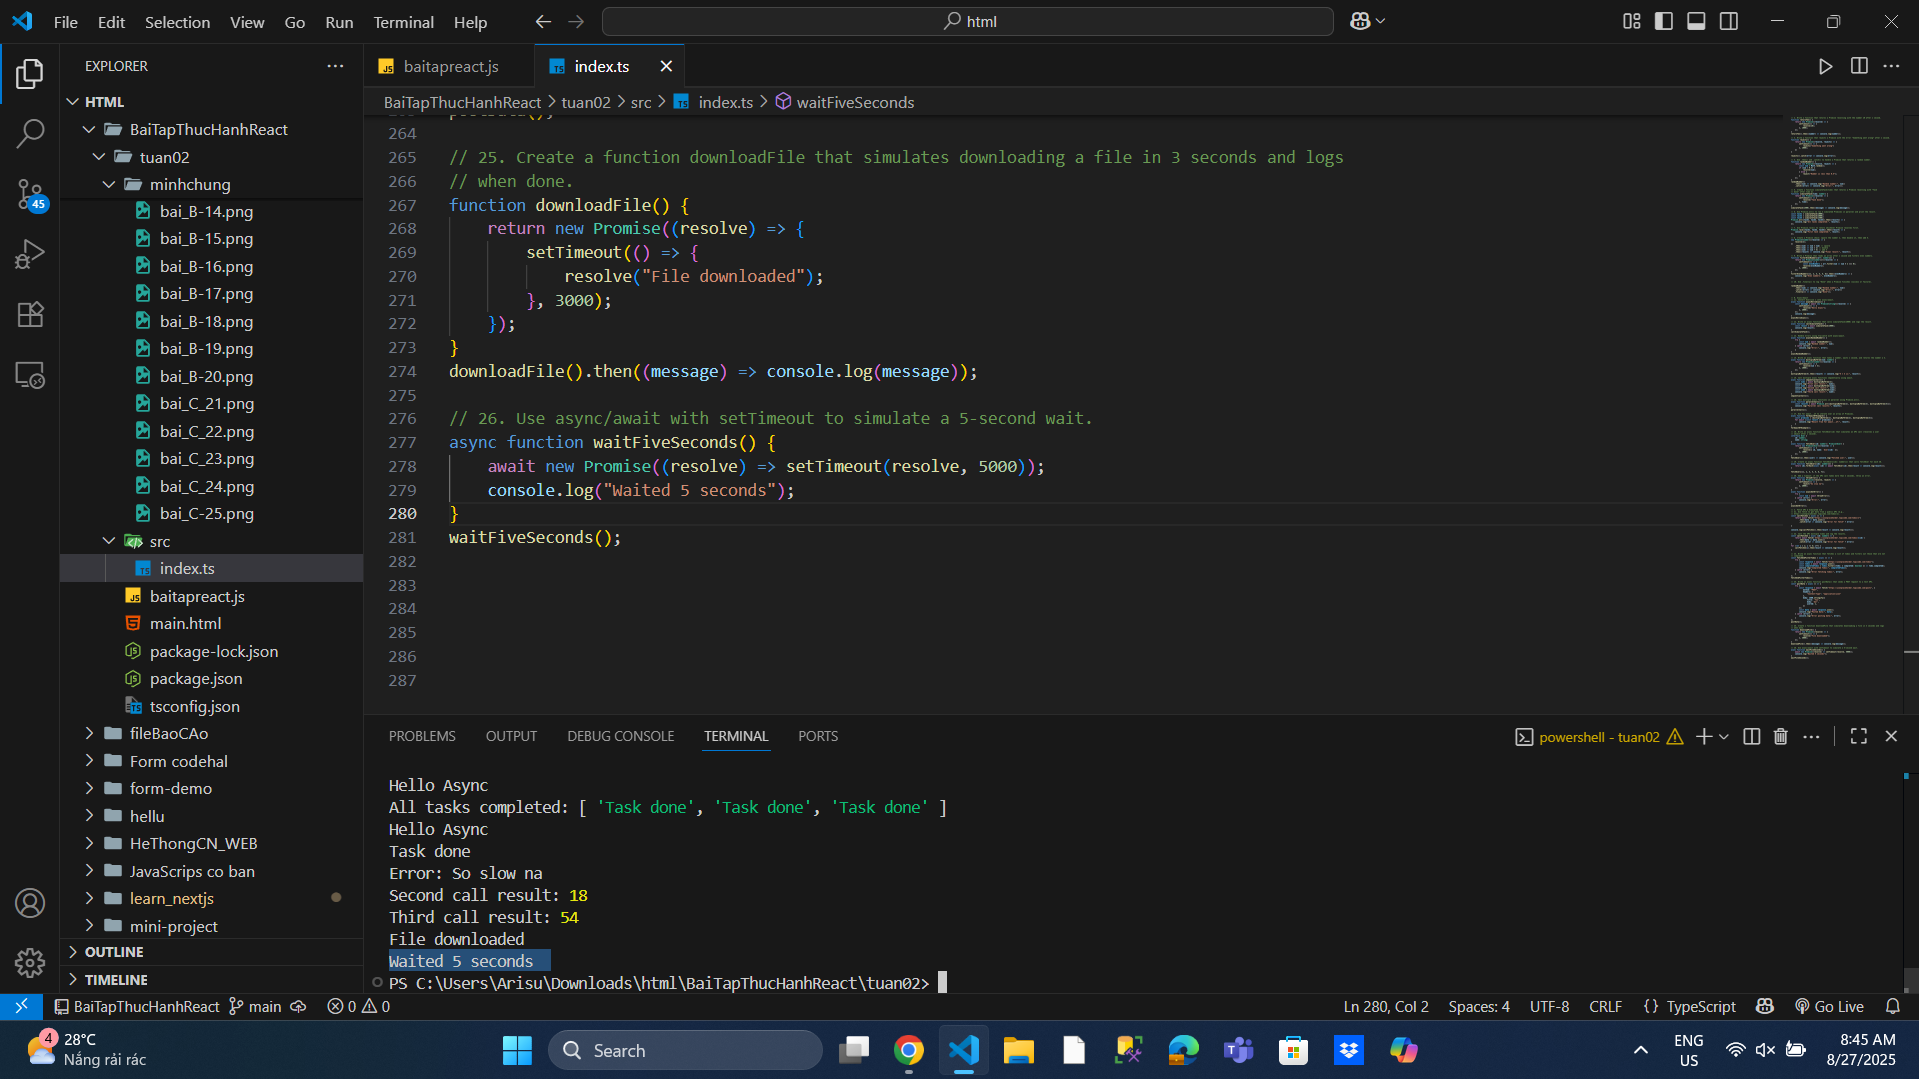 File Edit Selection View Go Run Terminal Help
html
EXPLORER
HTML
BaiTapThucHanhReact
tuan02
minhchung
bai_B-14.png
bai_B-15.png
bai_B-16.png
bai_B-17.png
bai_B-18.png
bai_B-19.png
bai_B-20.png
bai_C_21.png
bai_C_22.png
bai_C_23.png
bai_C_24.png
bai_C-25.png
src
index.ts
baitapreact.js
main.html
package-lock.json
package.json
tsconfig.json
fileBaoCAo
Form codehal
form-demo
hellu
HeThongCN_WEB
JavaScrips co ban
learn_nextjs
mini-project
OUTLINE
TIMELINE
45
baitapreact.js
index.ts
BaiTapThucHanhReact > tuan02 > src > index.ts > waitFiveSeconds
264
265 // 25. Create a function downloadFile that simulates downloading a file in 3 seconds and logs
266 // when done.
267 function downloadFile() {
268 return new Promise((resolve) => {
269 setTimeout(() => {
270 resolve("File downloaded");
271 }, 3000);
272 });
273 }
274 downloadFile().then((message) => console.log(message));
275
276 // 26. Use async/await with setTimeout to simulate a 5-second wait.
277 async function waitFiveSeconds() {
278 await new Promise((resolve) => setTimeout(resolve, 5000));
279 console.log("Waited 5 seconds");
280 }
281 waitFiveSeconds();
282
283
284
285
286
287
PROBLEMS OUTPUT DEBUG CONSOLE TERMINAL PORTS
powershell - tuan02
Hello Async
All tasks completed: [ 'Task done', 'Task done', 'Task done' ]
Hello Async
Task done
Error: So slow na
Second call result: 18
Third call result: 54
File downloaded
Waited 5 seconds
PS C:\Users\Arisu\Downloads\html\BaiTapThucHanhReact\tuan02>
BaiTapThucHanhReact main 0 0
Ln 280, Col 2 Spaces: 4 UTF-8 CRLF {} TypeScript Go Live
4
28°C
Nắng rải rác
Search
ENG
US
8:45 AM
8/27/2025